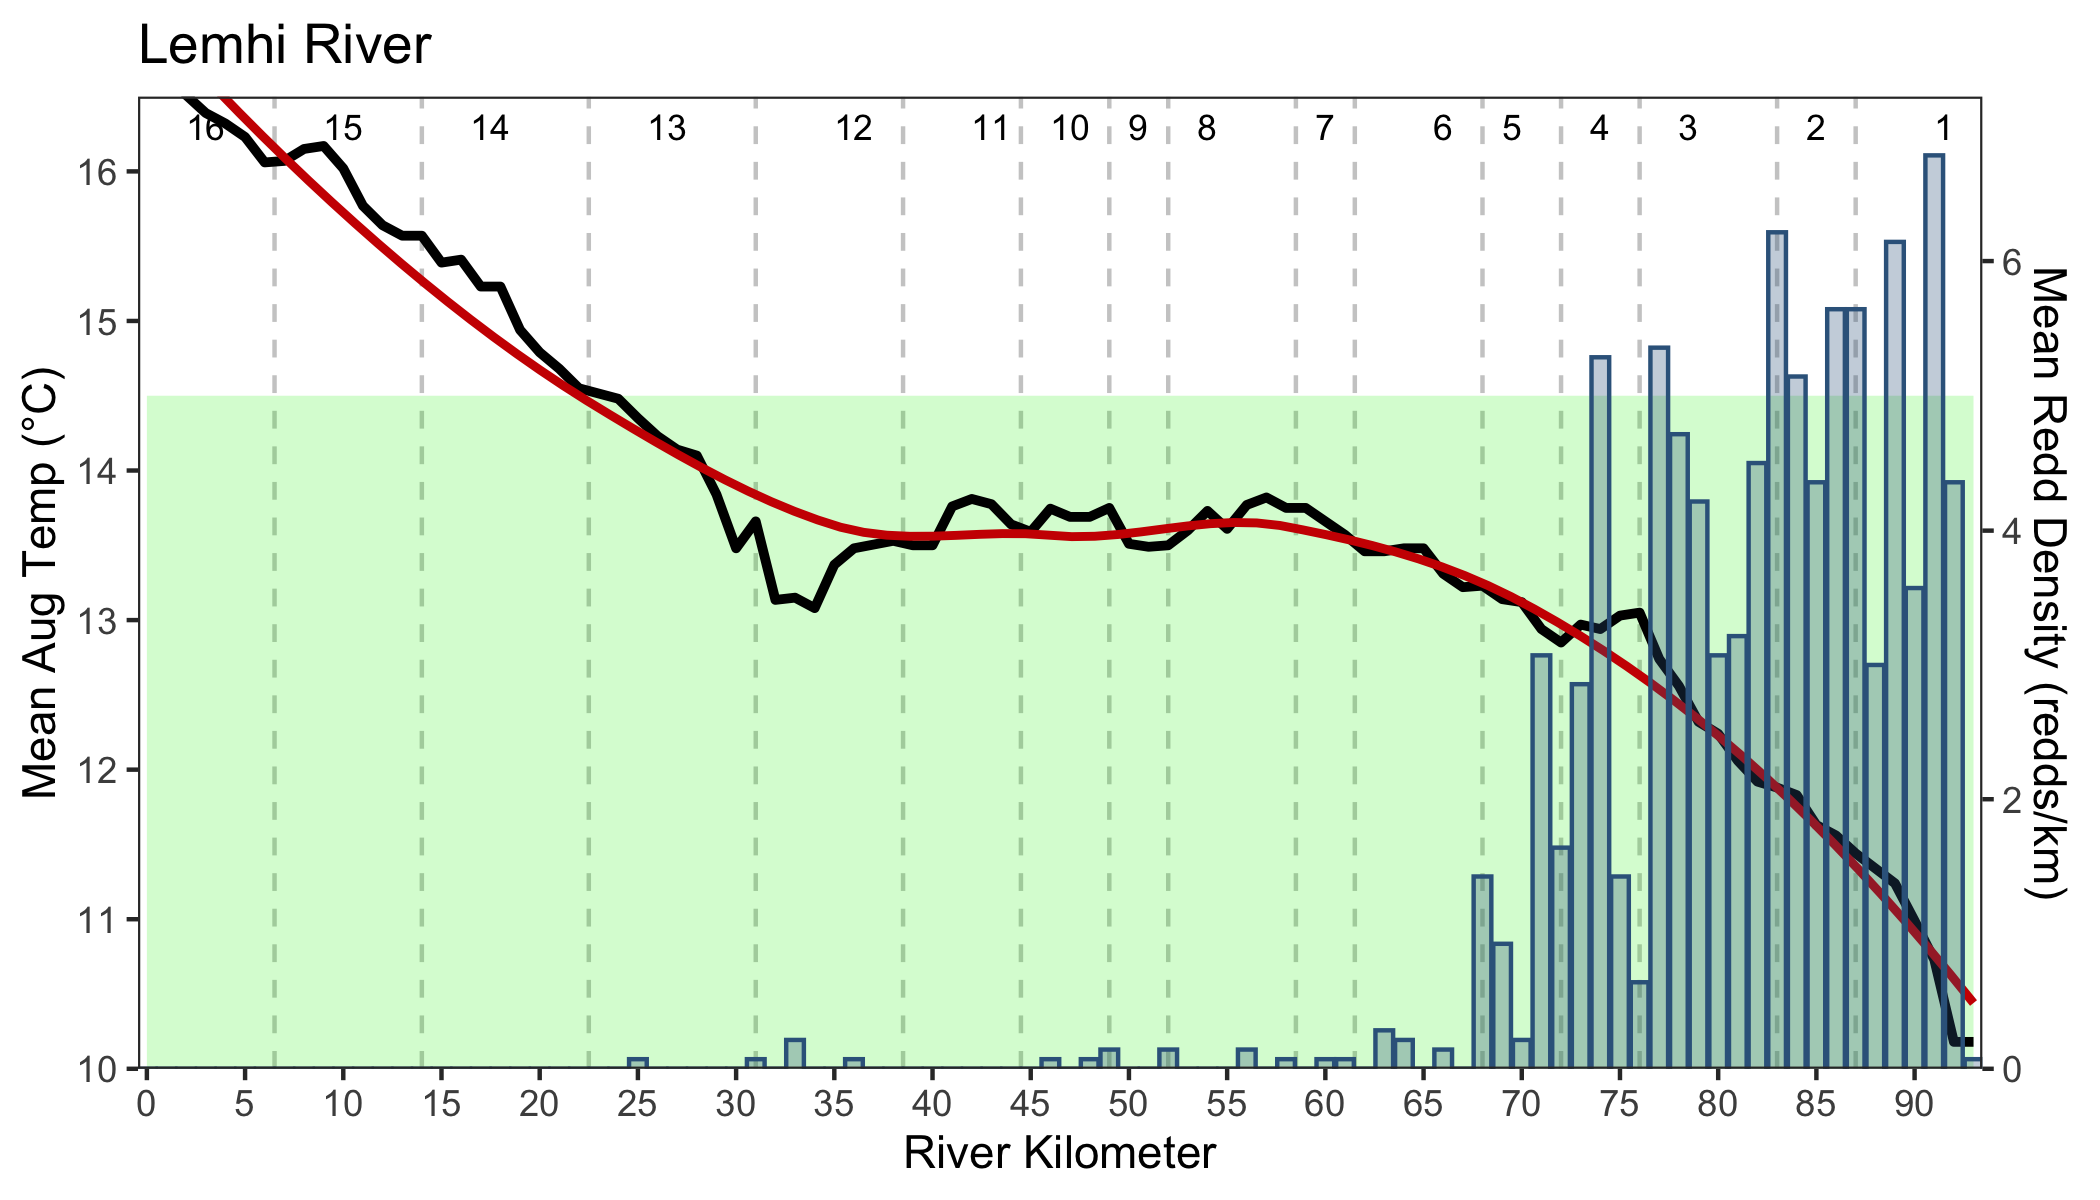 Lemhi River
16 15 14 13 12 11 10 9 8 7 6 5 4 3 2 1
Mean Aug Temp (°C)
16
15
14
13
12
11
10
Mean Redd Density (redds/km)
6
4
2
0
0 5 10 15 20 25 30 35 40 45 50 55 60 65 70 75 80 85 90
River Kilometer